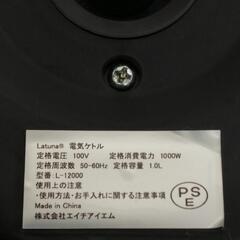 Latuna® 電気ケトル
定格電圧 100V 定格消費電力 1000W
定格周波数 50-60Hz 定格容量 1.0L
型番: L-12000
使用上の注意
・使用方法・お手入れに関する注意事項
Made in China
株式会社エイチアイエム
PS
E